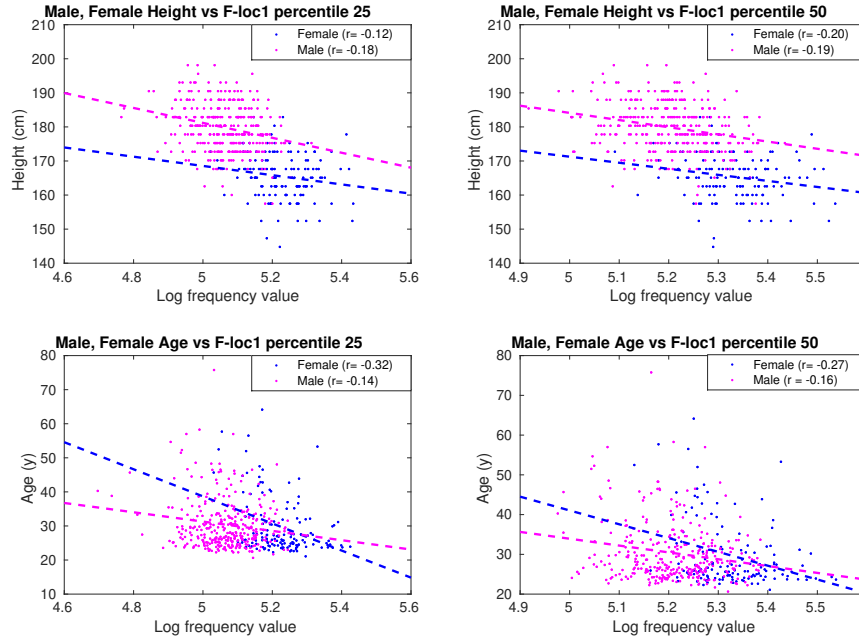 Male, Female Height vs F-loc1 percentile 25
Female (r= -0.12)
Male (r= -0.18)
Height (cm)
210
200
190
180
170
160
150
140
4.6 4.8 5 5.2 5.4 5.6
Log frequency value
Male, Female Height vs F-loc1 percentile 50
Female (r= -0.20)
Male (r= -0.19)
Height (cm)
210
200
190
180
170
160
150
140
4.9 5 5.1 5.2 5.3 5.4 5.5
Log frequency value
Male, Female Age vs F-loc1 percentile 25
Female (r= -0.32)
Male (r= -0.14)
Age (y)
80
70
60
50
40
30
20
10
4.6 4.8 5 5.2 5.4 5.6
Log frequency value
Male, Female Age vs F-loc1 percentile 50
Female (r= -0.27)
Male (r = -0.16)
Age (y)
80
70
60
50
40
30
20
4.9 5 5.1 5.2 5.3 5.4 5.5
Log frequency value